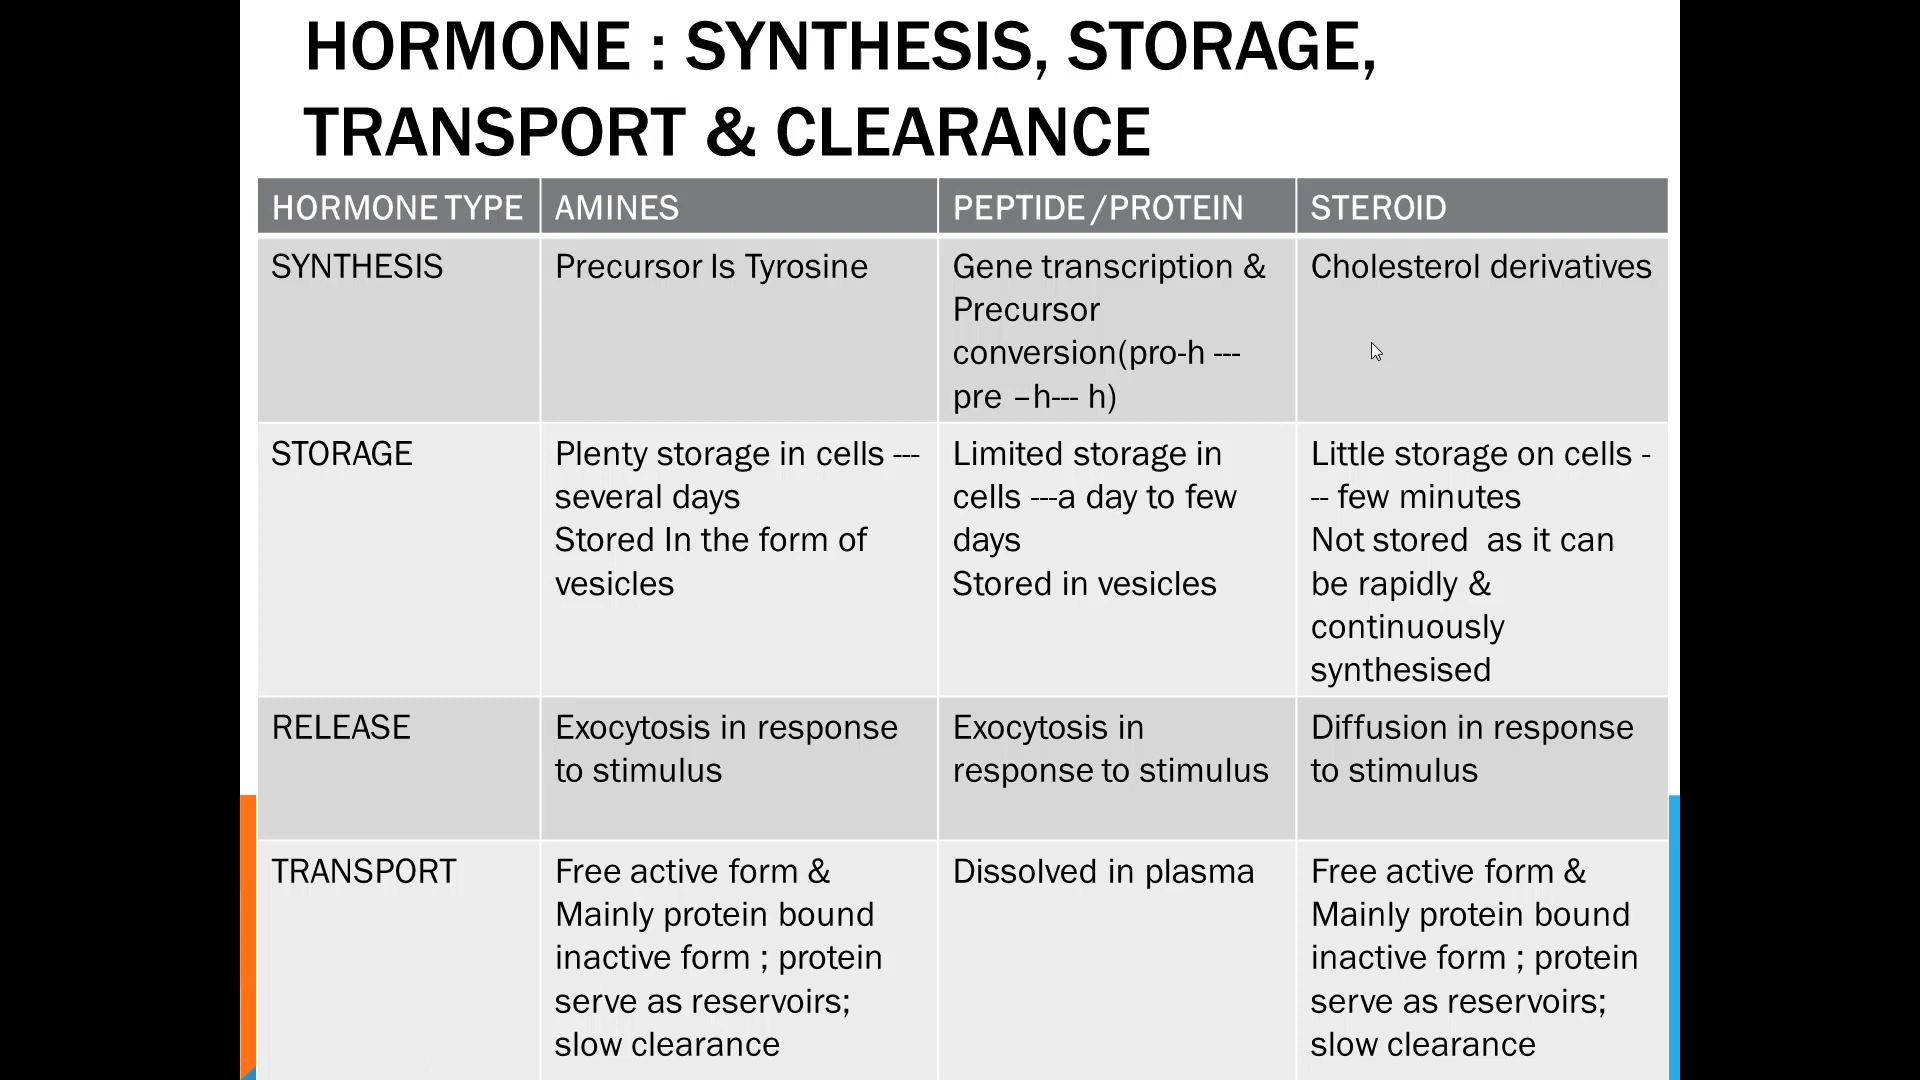 HORMONE : SYNTHESIS, STORAGE,
TRANSPORT & CLEARANCE
HORMONE TYPE
AMINES
PEPTIDE /PROTEIN
STEROID
SYNTHESIS
Precursor Is Tyrosine
Gene transcription &
Precursor
conversion(pro-h ---
pre –h--- h)
Cholesterol derivatives
STORAGE
Plenty storage in cells ---
several days
Stored In the form of
vesicles
Limited storage in
cells ---a day to few
days
Stored in vesicles
Little storage on cells -
-- few minutes
Not stored  as it can
be rapidly &
continuously
synthesised
RELEASE
Exocytosis in response
to stimulus
Exocytosis in
response to stimulus
Diffusion in response
to stimulus
TRANSPORT
Free active form &
Mainly protein bound
inactive form ; protein
serve as reservoirs;
slow clearance
Dissolved in plasma
Free active form &
Mainly protein bound
inactive form ; protein
serve as reservoirs;
slow clearance